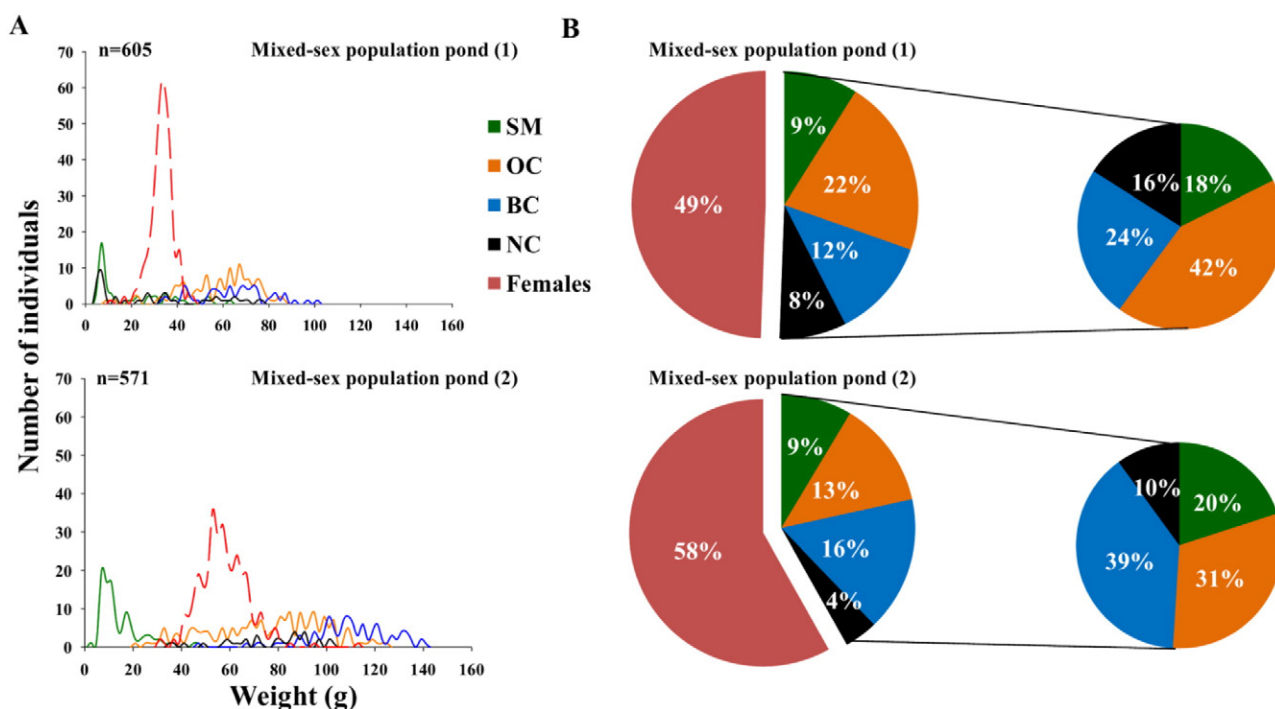 A
n=605
Mixed-sex population pond (1)
70
60
50
40
30
20
10
0
0 20 40 60 80 100 120 140 160
SM
OC
BC
NC
Females
Number of individuals
n=571
Mixed-sex population pond (2)
70
60
50
40
30
20
10
0
0 20 40 60 80 100 120 140 160
Weight (g)
B
Mixed-sex population pond (1)
49%
9%
22%
12%
8%
16% 18%
24%
42%
Mixed-sex population pond (2)
58%
9%
13%
16%
4%
10%
20%
39%
31%